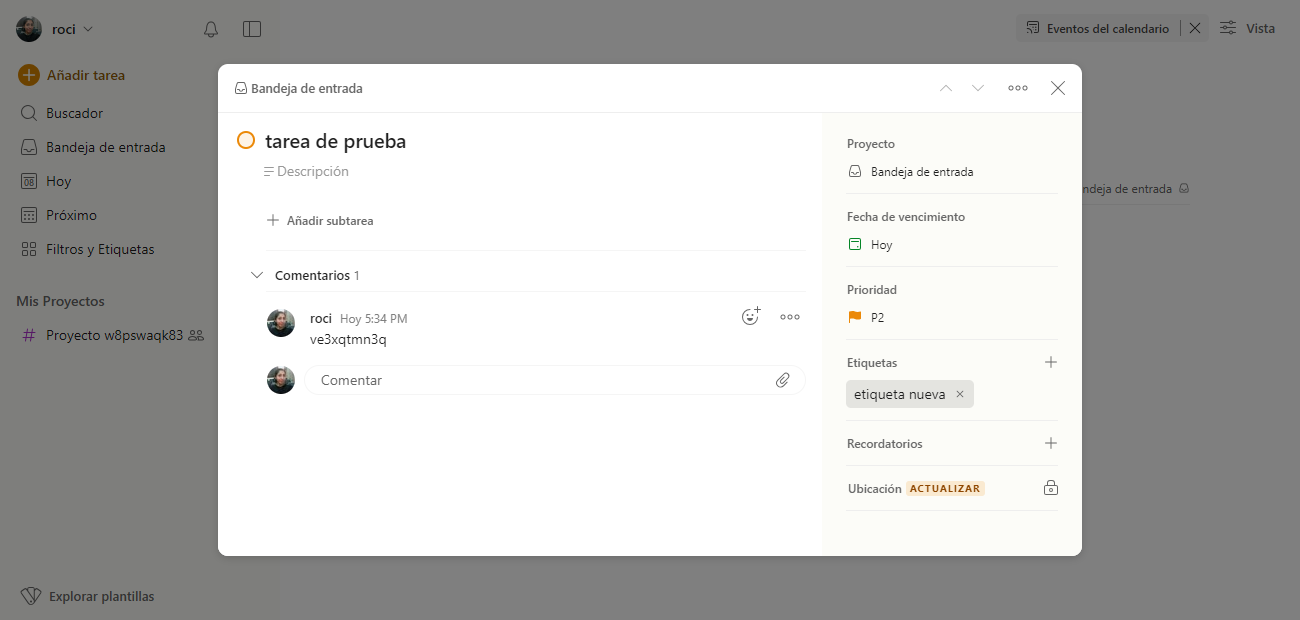 roci
Eventos del calendario
Vista
Añadir tarea
Buscador
Bandeja de entrada
08 Hoy
Próximo
Filtros y Etiquetas
Mis Proyectos
# Proyecto w8pswaqk83
Explorar plantillas
Bandeja de entrada
tarea de prueba
Descripción
Añadir subtarea
Comentarios 1
roci Hoy 5:34 PM
ve3xqtmn3q
Comentar
Proyecto
Bandeja de entrada
Fecha de vencimiento
Hoy
Prioridad
P2
Etiquetas
etiqueta nueva
Recordatorios
Ubicación ACTUALIZAR
ndeja de entrada